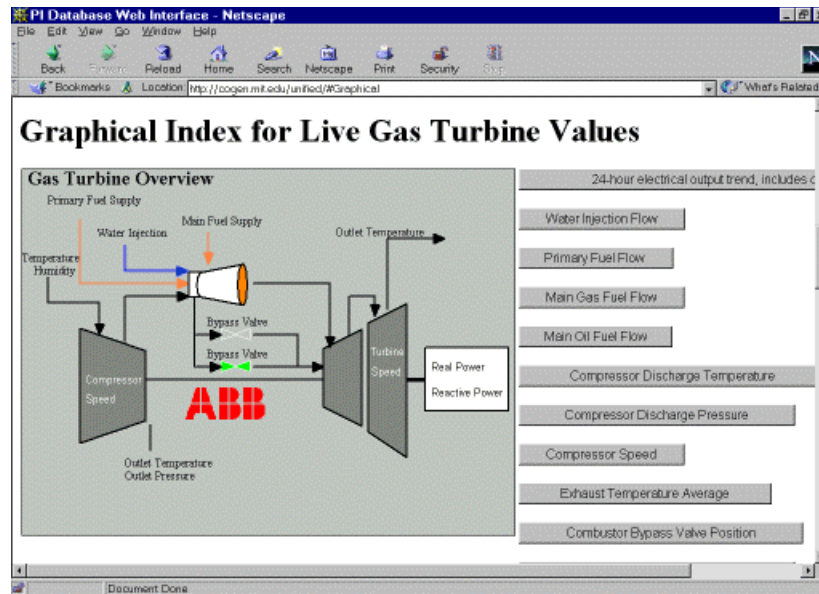 PI Database Web Interface - Netscape
File Edit View Go Window Help
Back Forward Reload Home Search Netscape Print Security Stop
Bookmarks Location: http://cogen.mit.edu/unified/#Graphical What's Related
Graphical Index for Live Gas Turbine Values
Gas Turbine Overview
Primary Fuel Supply
Main Fuel Supply
Water Injection
Outlet Temperature
Temperature
Humidity
Bypass Valve
Bypass Valve
Compressor
Speed
Turbine
Speed
Real Power
Reactive Power
ABB
Outlet Temperature
Outlet Pressure
24-hour electrical output trend, includes
Water Injection Flow
Primary Fuel Flow
Main Gas Fuel Flow
Main Oil Fuel Flow
Compressor Discharge Temperature
Compressor Discharge Pressure
Compressor Speed
Exhaust Temperature Average
Combustor Bypass Valve Position
Document Done